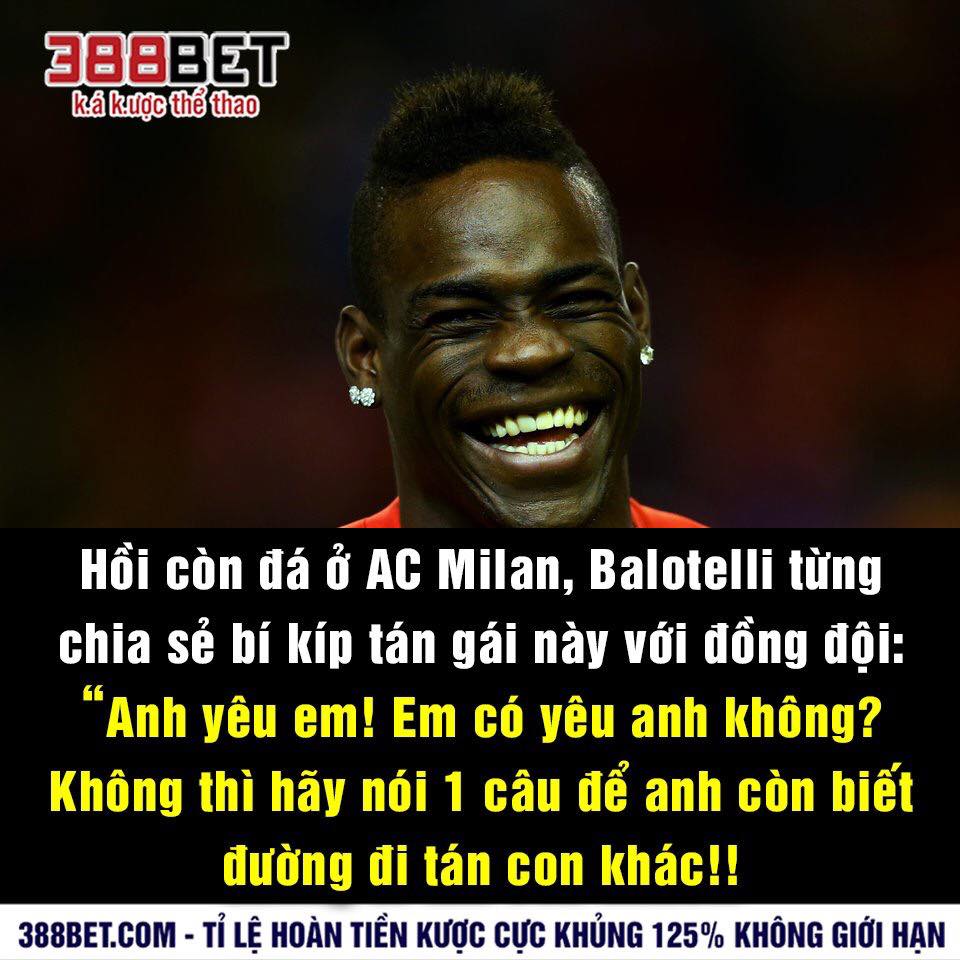 388BET
k.á k.ược thể thao
Hồi còn đá ở AC Milan, Balotelli từng
chia sẻ bí kíp tán gái này với đồng đội:
“Anh yêu em! Em có yêu anh không?
Không thì hãy nói 1 câu để anh còn biết
đường đi tán con khác!!
388BET.COM - TỈ LỆ HOÀN TIỀN KƯỢC CỰC KHỦNG 125% KHÔNG GIỚI HẠN